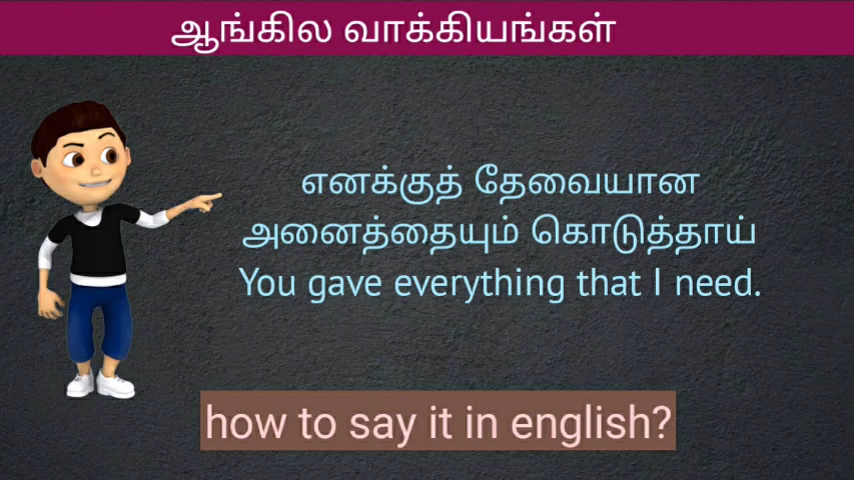 ஆங்கில வாக்கியங்கள்
எனக்குத் தேவையான
அனைத்தையும் கொடுத்தாய்
You gave everything that I need.
how to say it in english?